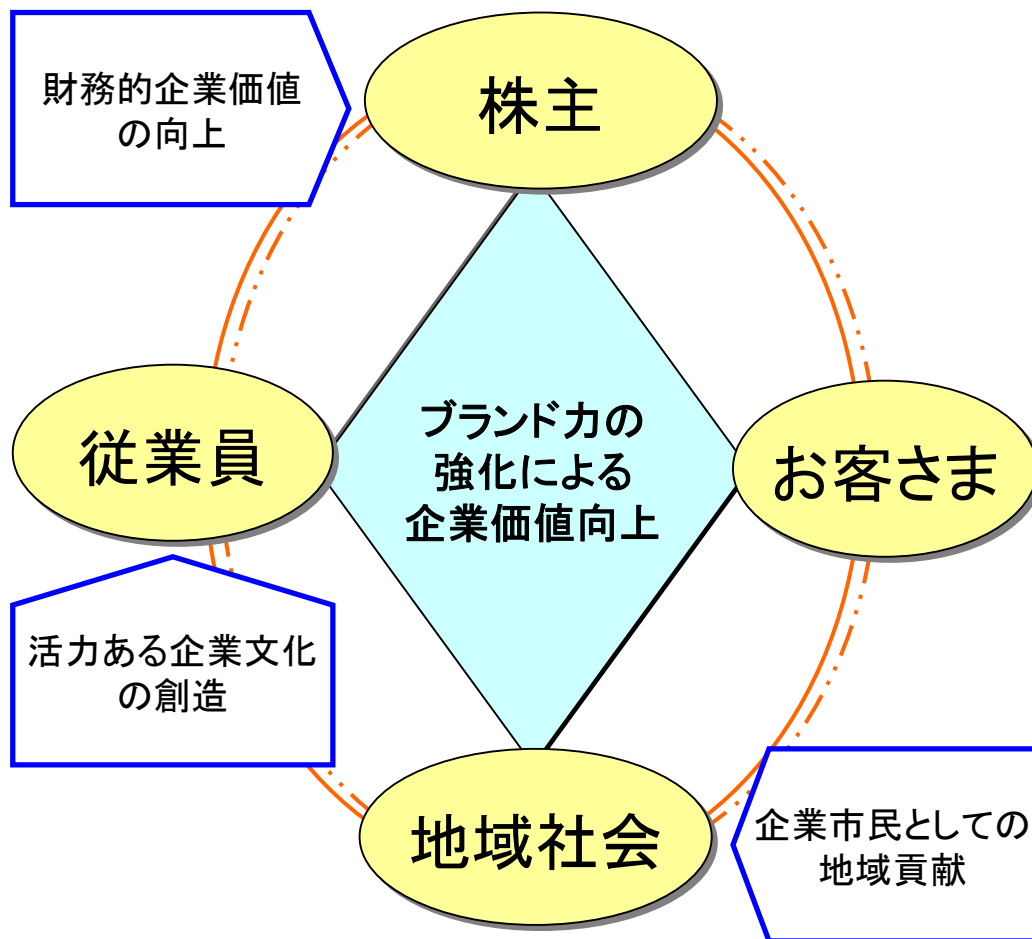 財務的企業価値
の向上
株主
従業員
ブランド力の
強化による
企業価値向上
お客さま
活力ある企業文化
の創造
地域社会
企業市民としての
地域貢献